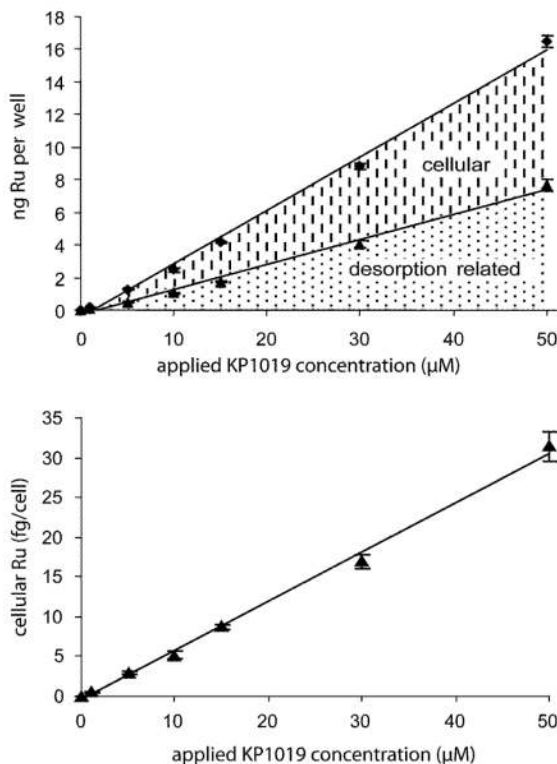 18
16
14
12
10
8
6
4
2
0
ng Ru per well
cellular
desorption related
0 10 20 30 40 50
applied KP1019 concentration (µM)
35
30
25
20
15
10
5
0
cellular Ru (fg/cell)
0 10 20 30 40 50
applied KP1019 concentration (µM)